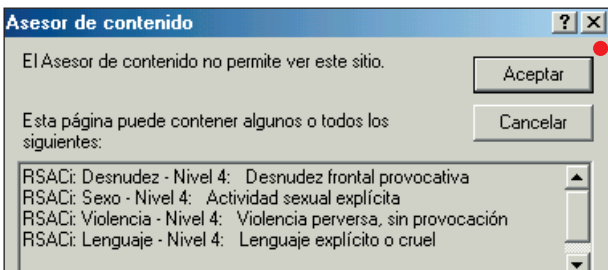 Asesor de contenido
El Asesor de contenido no permite ver este sitio.
Aceptar
Esta página puede contener algunos o todos los
siguientes:
Cancelar
RSACi: Desnudez - Nivel 4: Desnudez frontal provocativa
RSACi: Sexo - Nivel 4: Actividad sexual explícita
RSACi: Violencia - Nivel 4: Violencia perversa, sin provocación
RSACi: Lenguaje - Nivel 4: Lenguaje explícito o cruel